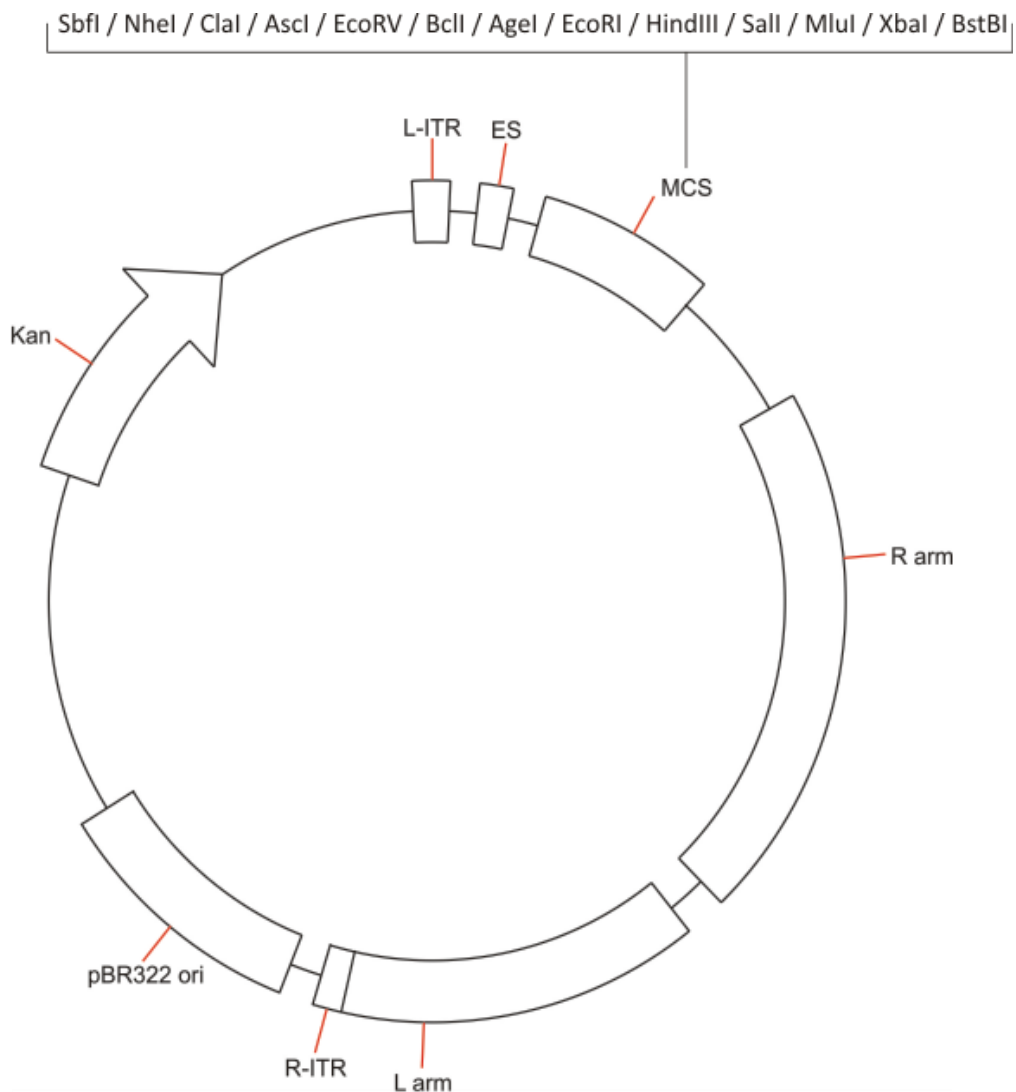 SbfI / NheI / ClaI / AscI / EcoRV / BclI / AgeI / EcoRI / HindIII / SalI / MluI / XbaI / BstBI
L-ITR
ES
MCS
Kan
R arm
pBR322 ori
R-ITR
L arm